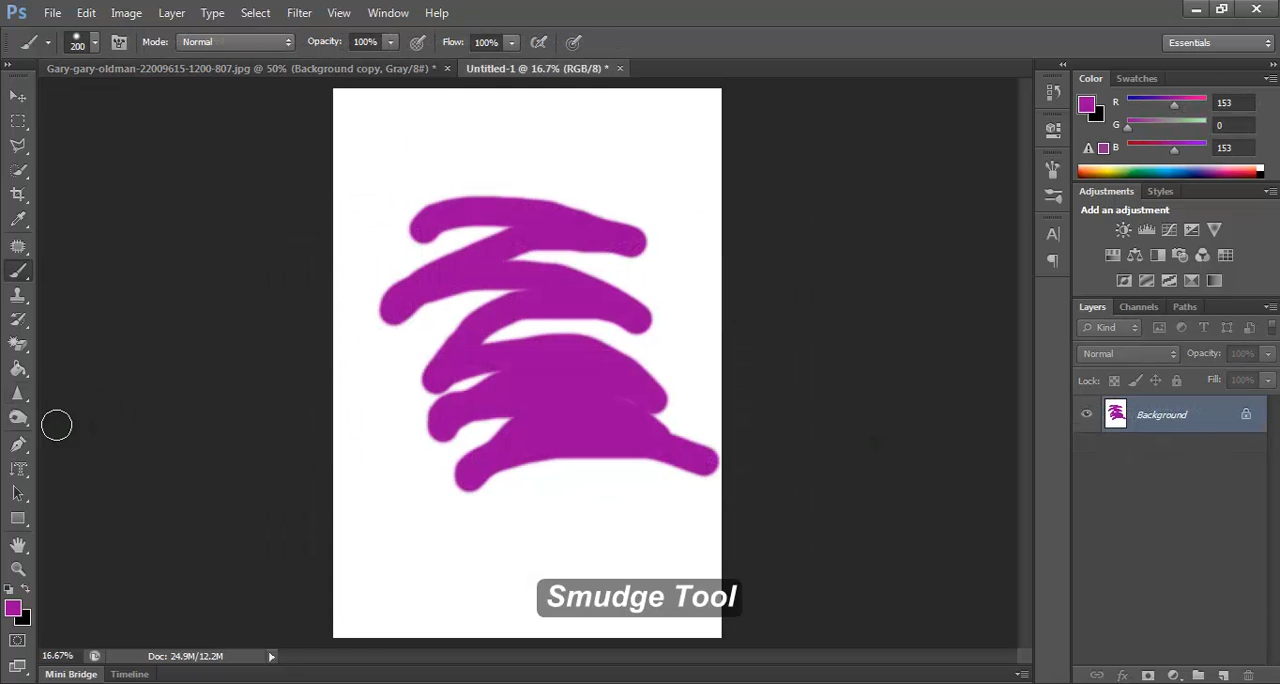 Ps File Edit Image Layer Type Select Filter View Window Help
200 Mode: Normal Opacity: 100% Flow: 100% Essentials
Gary-gary-oldman-22009615-1200-807.jpg @ 50% (Background copy, Gray/8#) * × Untitled-1 @ 16.7% (RGB/8) * ×
Color Swatches
R 153
G 0
B 153
Adjustments Styles
Add an adjustment
Layers Channels Paths
Kind
Normal Opacity: 100%
Lock: Fill: 100%
Background
Smudge Tool
16.67% Doc: 24.9M/12.2M
Mini Bridge Timeline